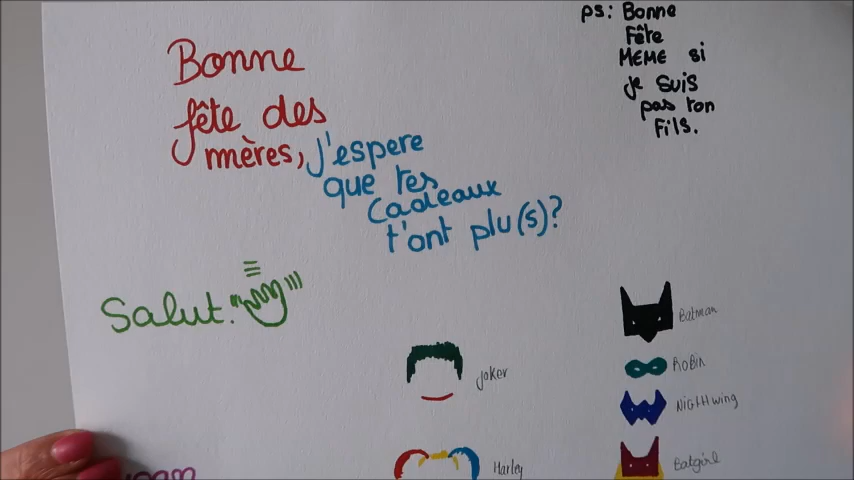 Bonne
fête des
mères, j'espere
que tes
cadeaux
t'ont plu(s)?
ps: Bonne
Fête
MEME si
je suis
pas ton
Fils.
Salut.
Joker
Harley
Batman
RoBin
NiGHtwing
Batgirl